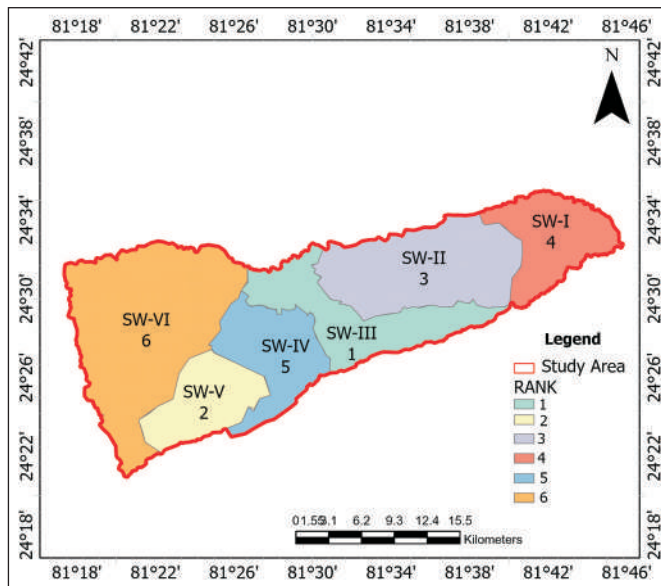 81°18' 81°22' 81°26' 81°30' 81°34' 81°38' 81°42' 81°46'
24°42'
24°38'
24°34'
24°30'
24°26'
24°22'
24°18'
24°42'
24°38'
24°34'
24°30'
24°26'
24°22'
24°18'
N
SW-I
4
SW-II
3
SW-III
1
SW-IV
5
SW-V
2
SW-VI
6
Legend
Study Area
RANK
1
2
3
4
5
6
0 1.55 3.1 6.2 9.3 12.4 15.5
Kilometers
81°18' 81°22' 81°26' 81°30' 81°34' 81°38' 81°42' 81°46'